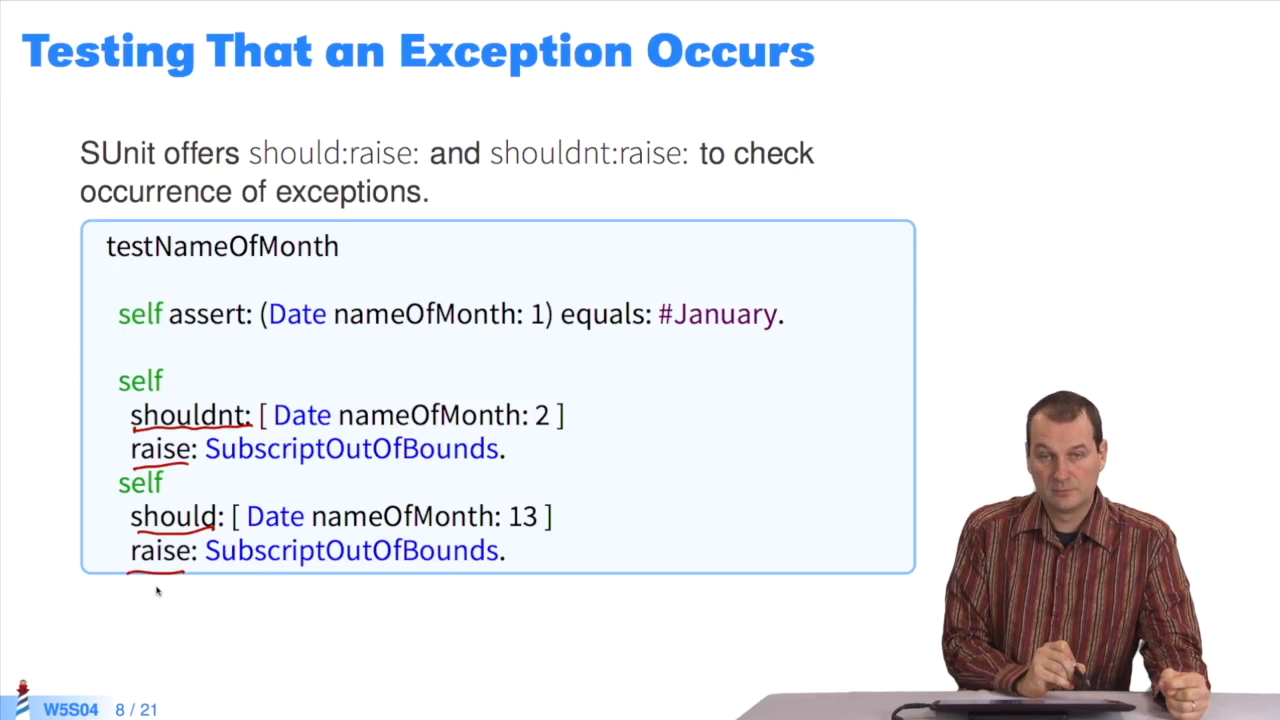 Testing That an Exception Occurs
SUnit offers should:raise: and shouldnt:raise: to check
occurrence of exceptions.
testNameOfMonth
self assert: (Date nameOfMonth: 1) equals: #January.
self
shouldnt: [ Date nameOfMonth: 2 ]
raise: SubscriptOutOfBounds.
self
should: [ Date nameOfMonth: 13 ]
raise: SubscriptOutOfBounds.
W5S04 8 / 21